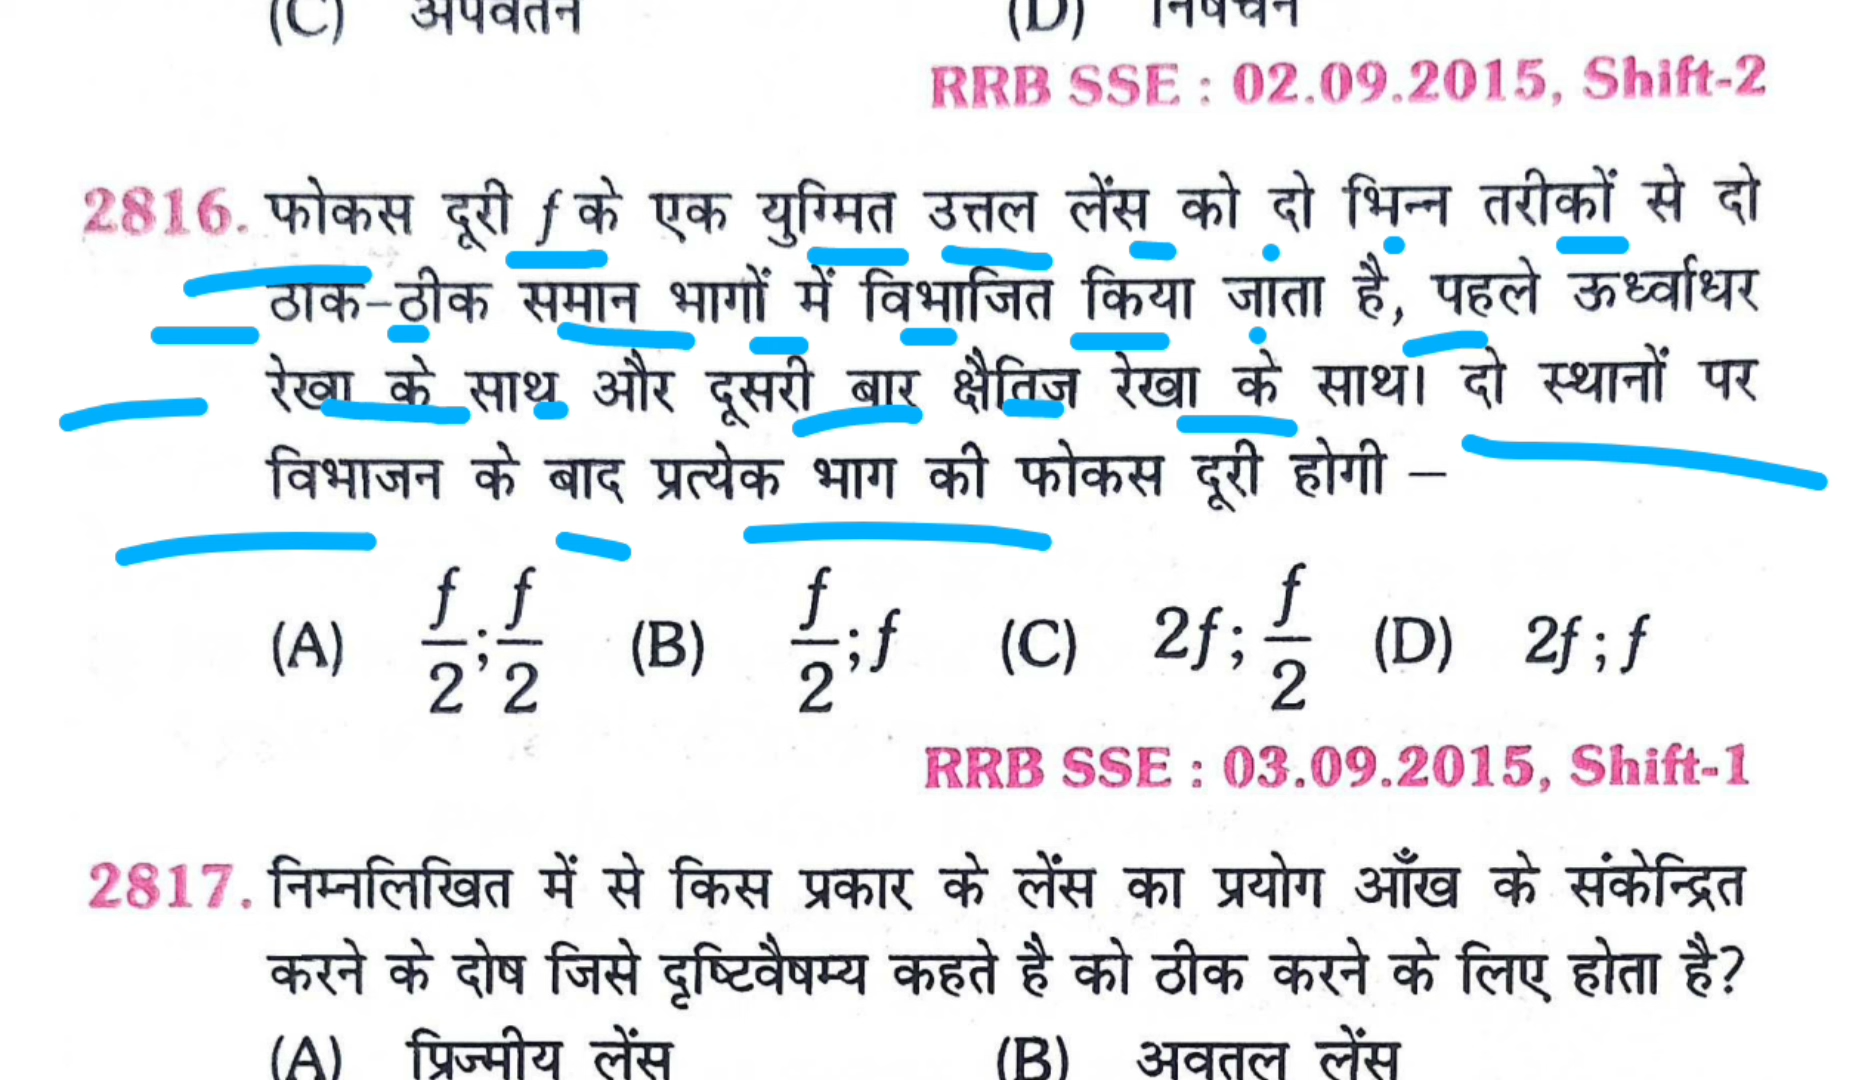 (C) अपवर्तन (D)
RRB SSE : 02.09.2015, Shift-2
2816. फोकस दूरी f के एक युग्मित उत्तल लेंस को दो भिन्न तरीकों से दो
ठीक-ठीक समान भागों में विभाजित किया जाता है, पहले ऊर्ध्वाधर
रेखा के साथ और दूसरी बार क्षैतिज रेखा के साथ। दो स्थानों पर
विभाजन के बाद प्रत्येक भाग की फोकस दूरी होगी –
(A) f/2; f/2 (B) f/2; f (C) 2f; f/2 (D) 2f; f
RRB SSE : 03.09.2015, Shift-1
2817. निम्नलिखित में से किस प्रकार के लेंस का प्रयोग आँख के संकेन्द्रित
करने के दोष जिसे दृष्टिवैषम्य कहते है को ठीक करने के लिए होता है?
(A) प्रिज्मीय लेंस (B) अवतल लेंस